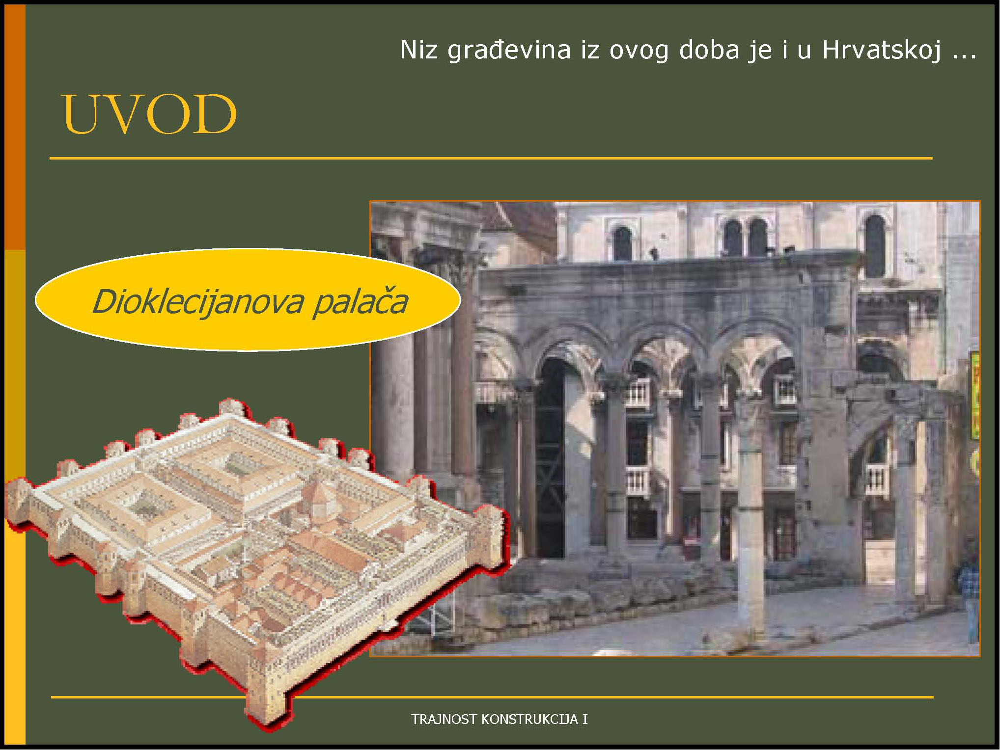 Niz građevina iz ovog doba je i u Hrvatskoj ...
UVOD
Dioklecijanova palača
TRAJNOST KONSTRUKCIJA I